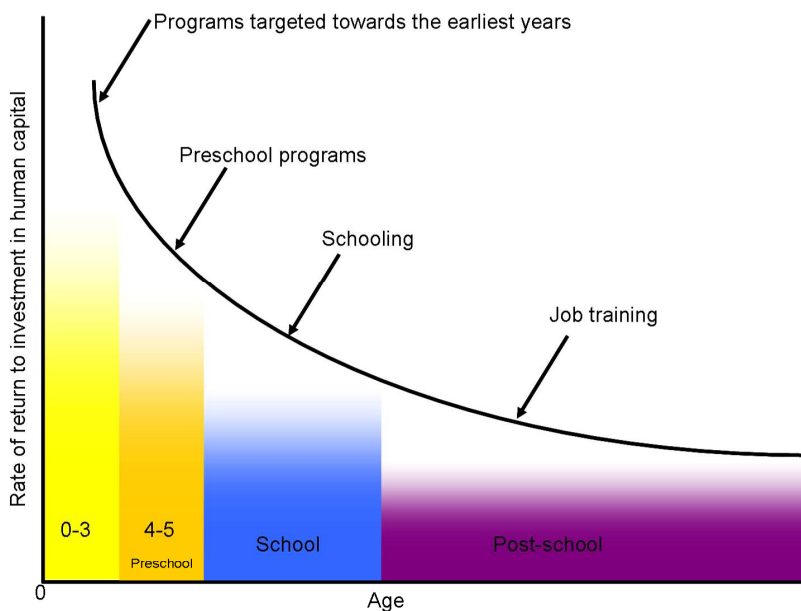 Programs targeted towards the earliest years
Rate of return to investment in human capital
Preschool programs
Schooling
Job training
0-3
4-5
Preschool
School
Post-school
0
Age